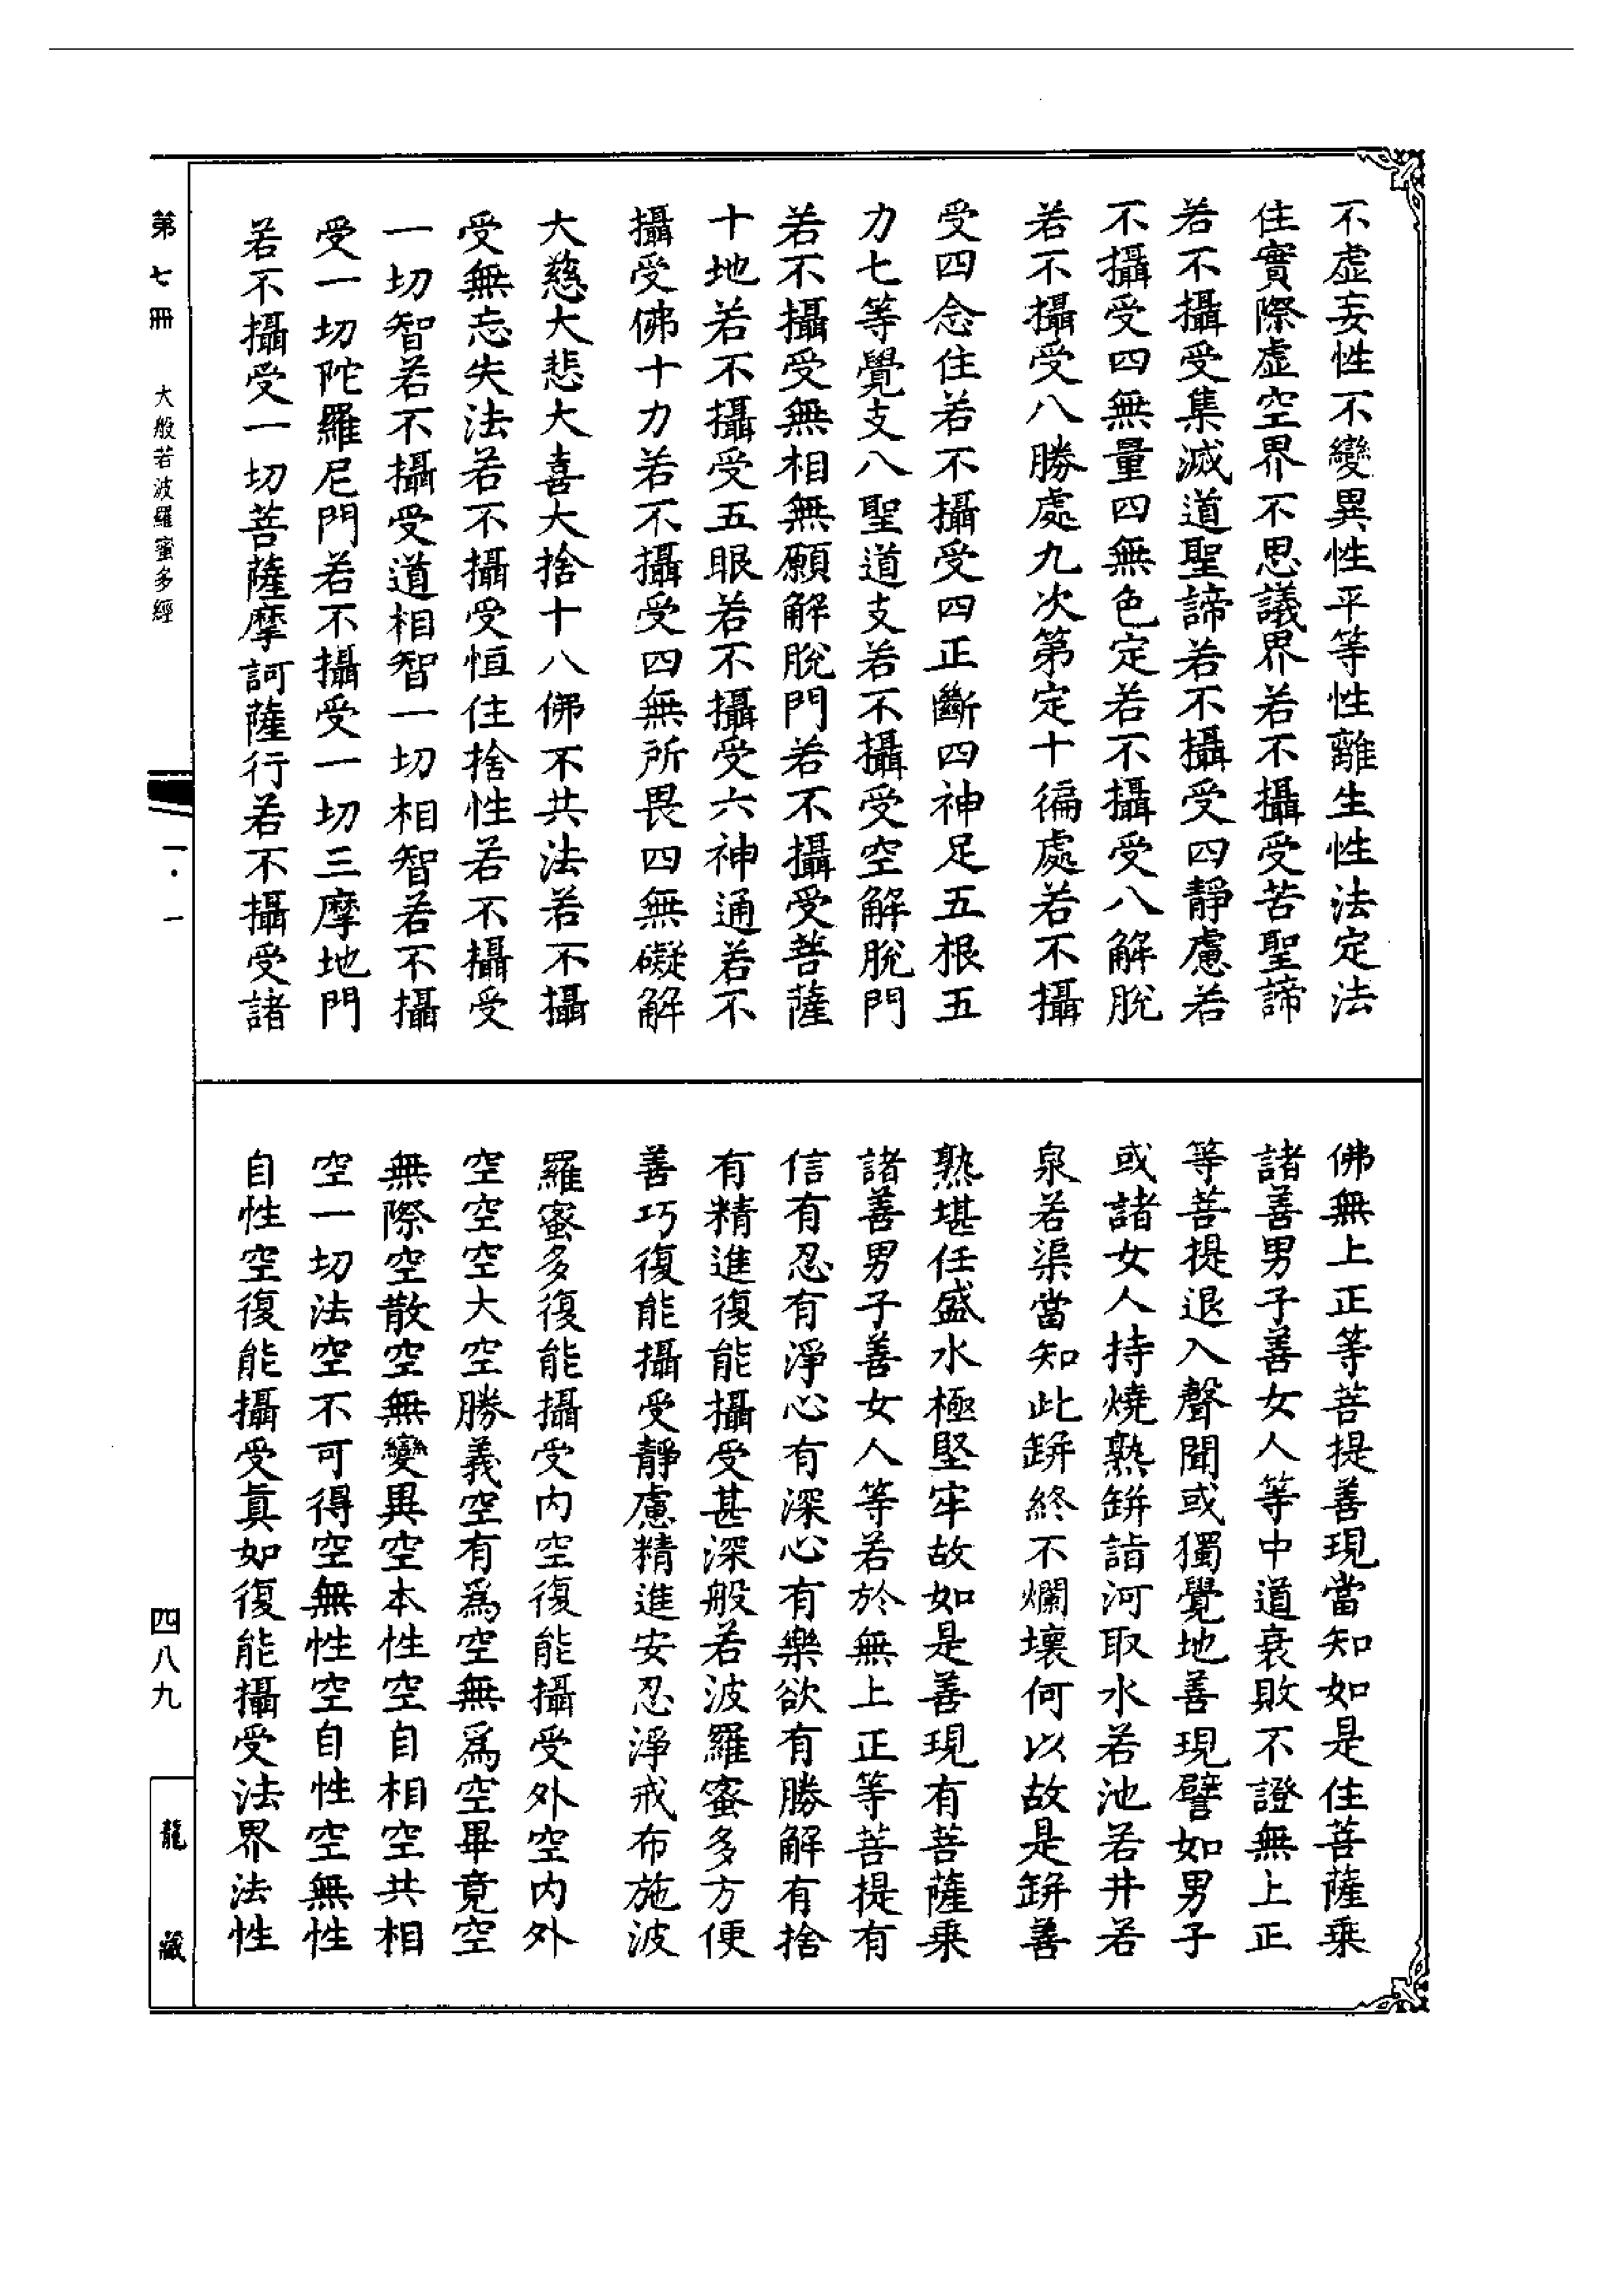 不虛妄性不變異性平等性離生性法定法
住實際虛空界不思議界若不攝受苦聖諦
若不攝受集滅道聖諦若不攝受四靜慮若
不攝受四無量四無色定若不攝受八解脫
若不攝受八勝處九次第定十徧處若不攝
受四念住若不攝受四正斷四神足五根五
力七等覺支八聖道支若不攝受空解脫門
若不攝受無相無願解脫門若不攝受菩薩
十地若不攝受五眼若不攝受六神通若不
攝受佛十力若不攝受四無所畏四無礙解
大慈大悲大喜大捨十八佛不共法若不攝
受無忘失法若不攝受恒住捨性若不攝受
一切智若不攝受道相智一切相智若不攝
受一切陀羅尼門若不攝受一切三摩地門
若不攝受一切菩薩摩訶薩行若不攝受諸
佛無上正等菩提善現當知如是住菩薩乗
諸善男子善女人等中道衰敗不證無上正
等菩提退入聲聞或獨覺地善現譬如男子
或諸女人持燒熟缾詣河取水若池若井若
泉若渠當知此缾終不爛壞何以故是缾善
熟堪任盛水極堅牢故如是善現有菩薩乗
諸善男子善女人等若於無上正等菩提有
信有忍有淨心有深心有樂欲有勝解有捨
有精進復能攝受甚深般若波羅蜜多方便
善巧復能攝受靜慮精進安忍淨戒布施波
羅蜜多復能攝受内空復能攝受外空内外
空空空大空勝義空有爲空無爲空畢竟空
無際空散空無變異空本性空自相空共相
空一切法空不可得空無性空自性空無性
自性空復能攝受真如復能攝受法界法性
第七冊 大般若波羅蜜多經
一·一
四八九
龍藏